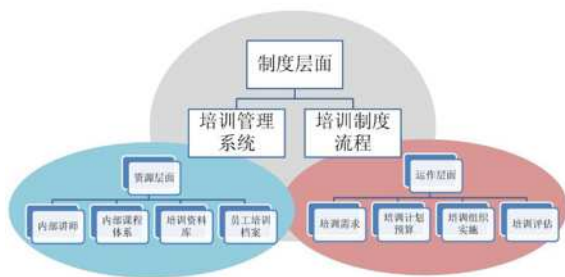 制度层面
培训管理
系统
培训制度
流程
资源层面
内部讲师
内部课程
体系
培训资料
库
员工培训
档案
运作层面
培训需求
培训计划
预算
培训组织
实施
培训评估